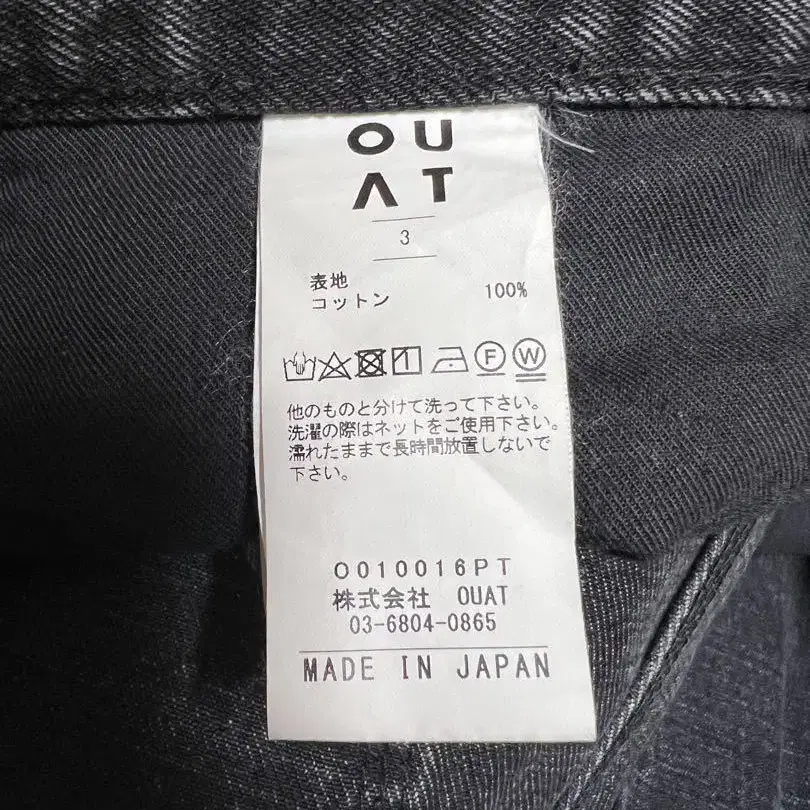 OU
AT
3
表地
コットン 100%
F W
他のものと分けて洗って下さい。
洗濯の際はネットをご使用下さい。
濡れたままで長時間放置しないで
下さい。
O010016PT
株式会社 OUAT
03-6804-0865
MADE IN JAPAN